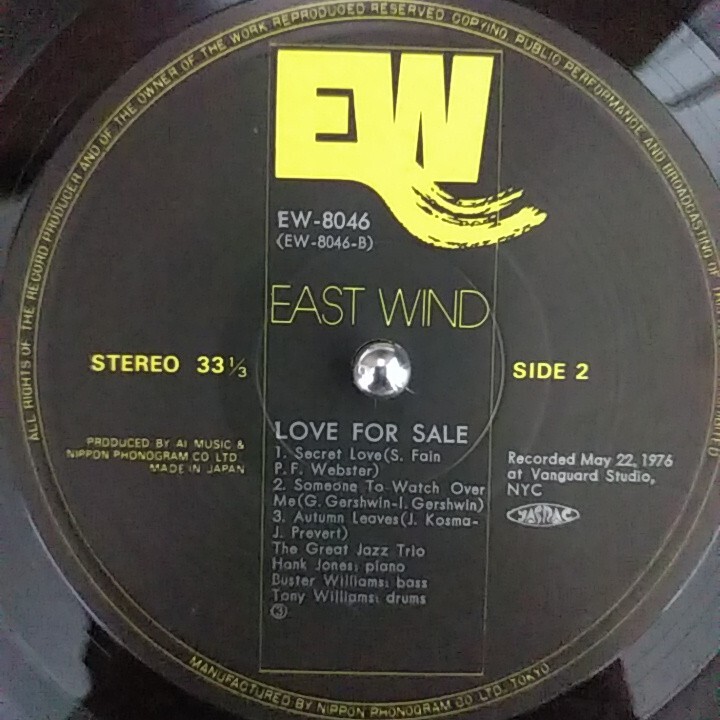 ALL RIGHTS OF THE RECORD PRODUCER AND OF THE OWNER OF THE WORK REPRODUCED RESERVED COPYING, PUBLIC PERFORMANCE AND BROADCASTING OF
EW
EW-8046
(EW-8046-B)
EAST WIND
STEREO 33⅓
SIDE 2
PRODUCED BY AI MUSIC &
NIPPON PHONOGRAM CO LTD.
MADE IN JAPAN
LOVE FOR SALE
1. Secret Love(S. Fain
P.F. Webster)
2. Someone To Watch Over
Me(G. Gershwin-I. Gershwin)
3. Autumn Leaves(J. Kosma-
J. Prevert)
The Great Jazz Trio
Hank Jones; piano
Buster Williams; bass
Tony Williams; drums
③
Recorded May 22, 1976
at Vanguard Studio,
NYC
JASRAC
MANUFACTURED BY NIPPON PHONOGRAM CO LTD, TOKYO